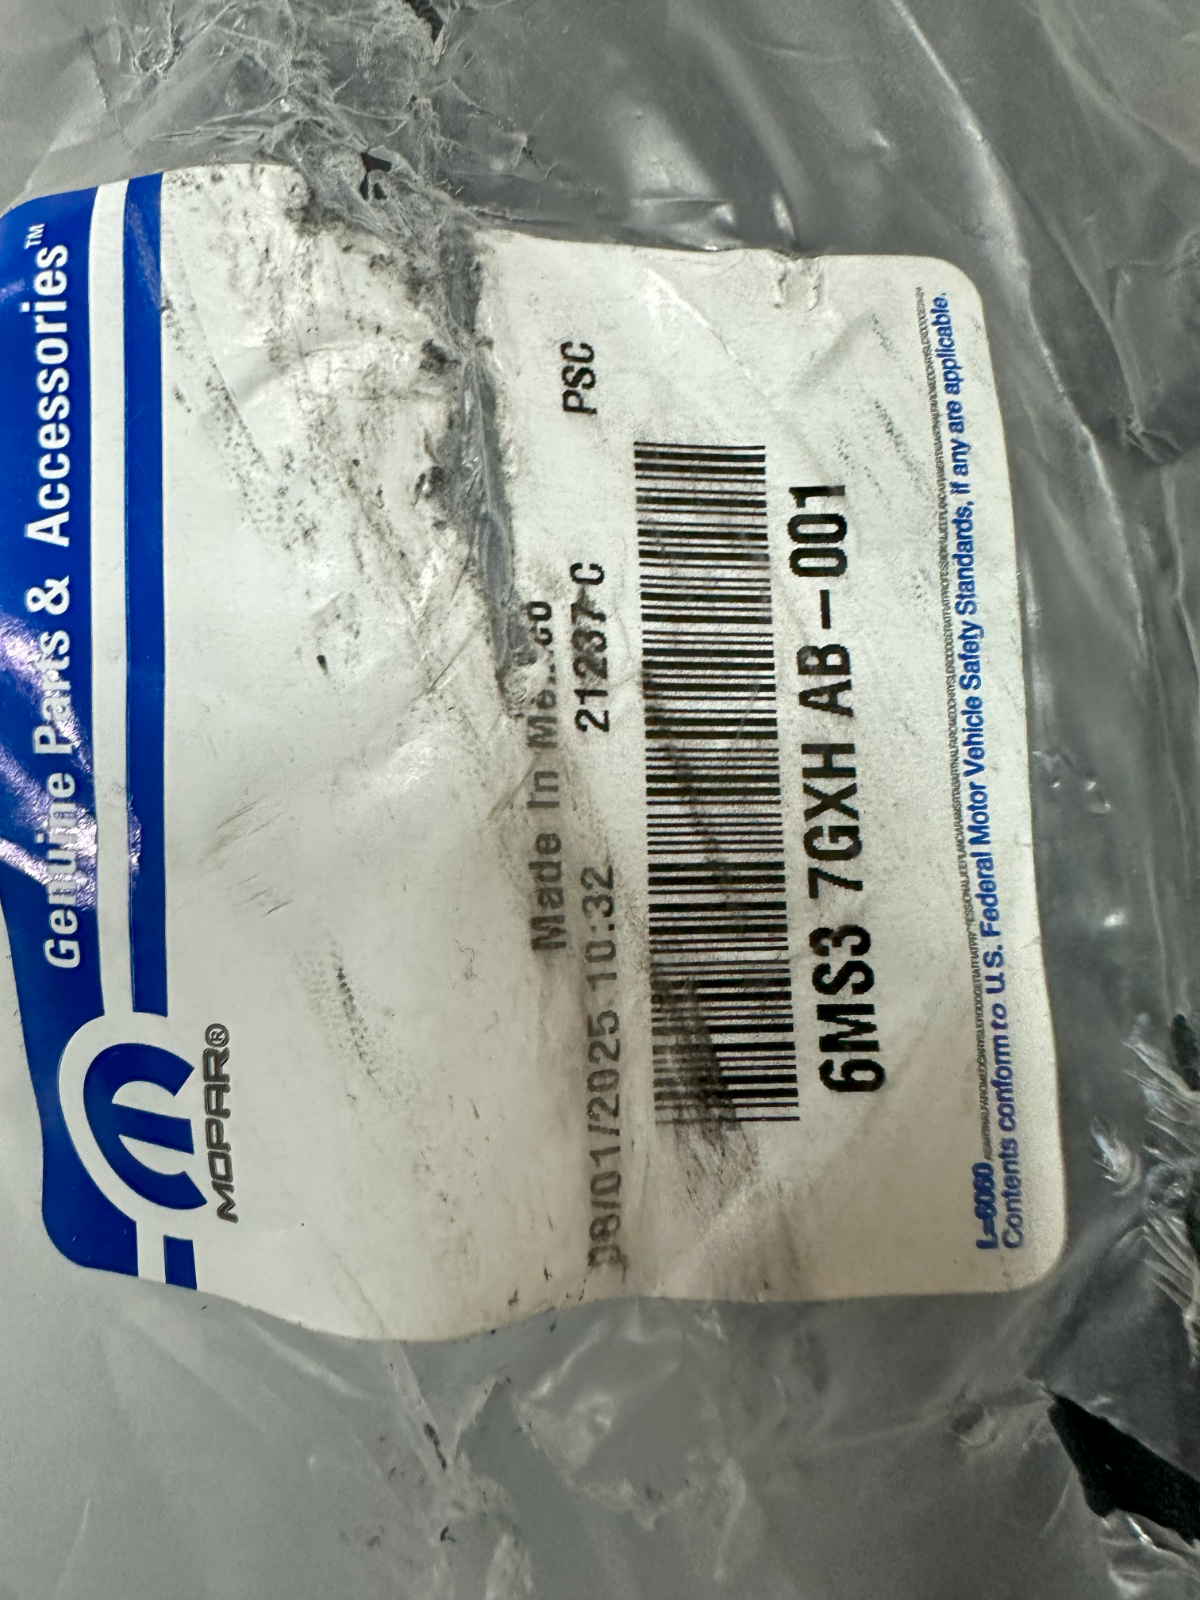 Genuine Parts & Accessories™
MOPAR®
Made In
08/01/2025 10:32 21237 C PSC
6MS3 7GXH AB-001
L-6060
Contents conform to U.S. Federal Motor Vehicle Safety Standards, if any are applicable.